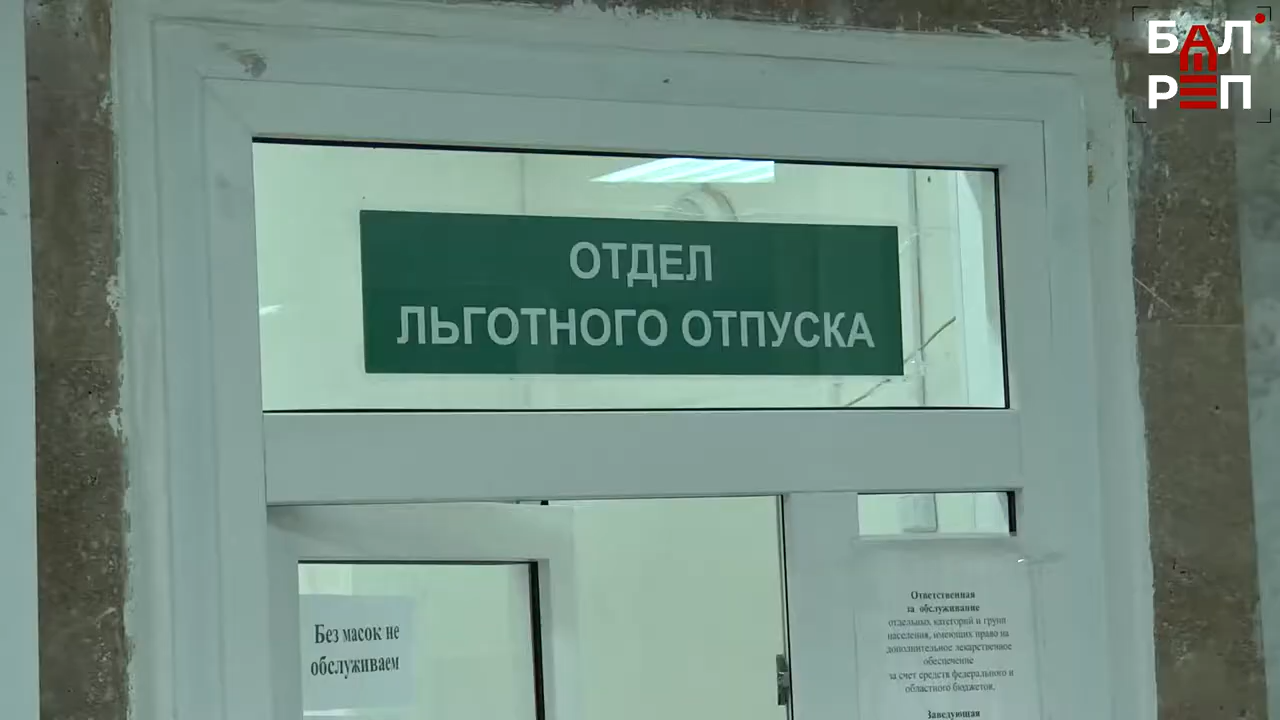 БАЛ
РЕП
ОТДЕЛ
ЛЬГОТНОГО ОТПУСКА
Без масок не
обслуживаем
Ответственная
за обслуживание
отдельных категорий и групп
населения, имеющих право на
дополнительное лекарственное
обеспечение
за счет средств федерального и
областного бюджетов.
Заведующая